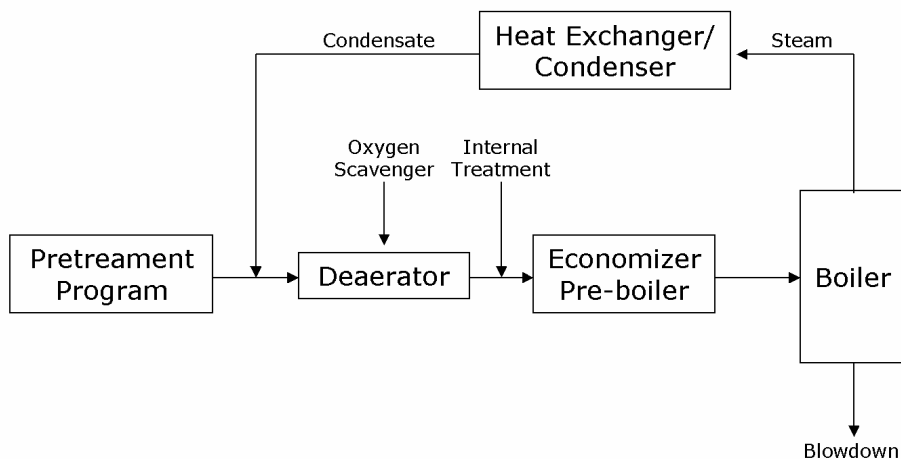 Condensate
Heat Exchanger/
Condenser
Steam
Oxygen
Scavenger
Internal
Treatment
Pretreament
Program
Deaerator
Economizer
Pre-boiler
Boiler
Blowdown